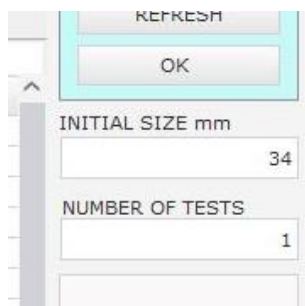 REFRESH
OK
INITIAL SIZE mm
34
NUMBER OF TESTS
1